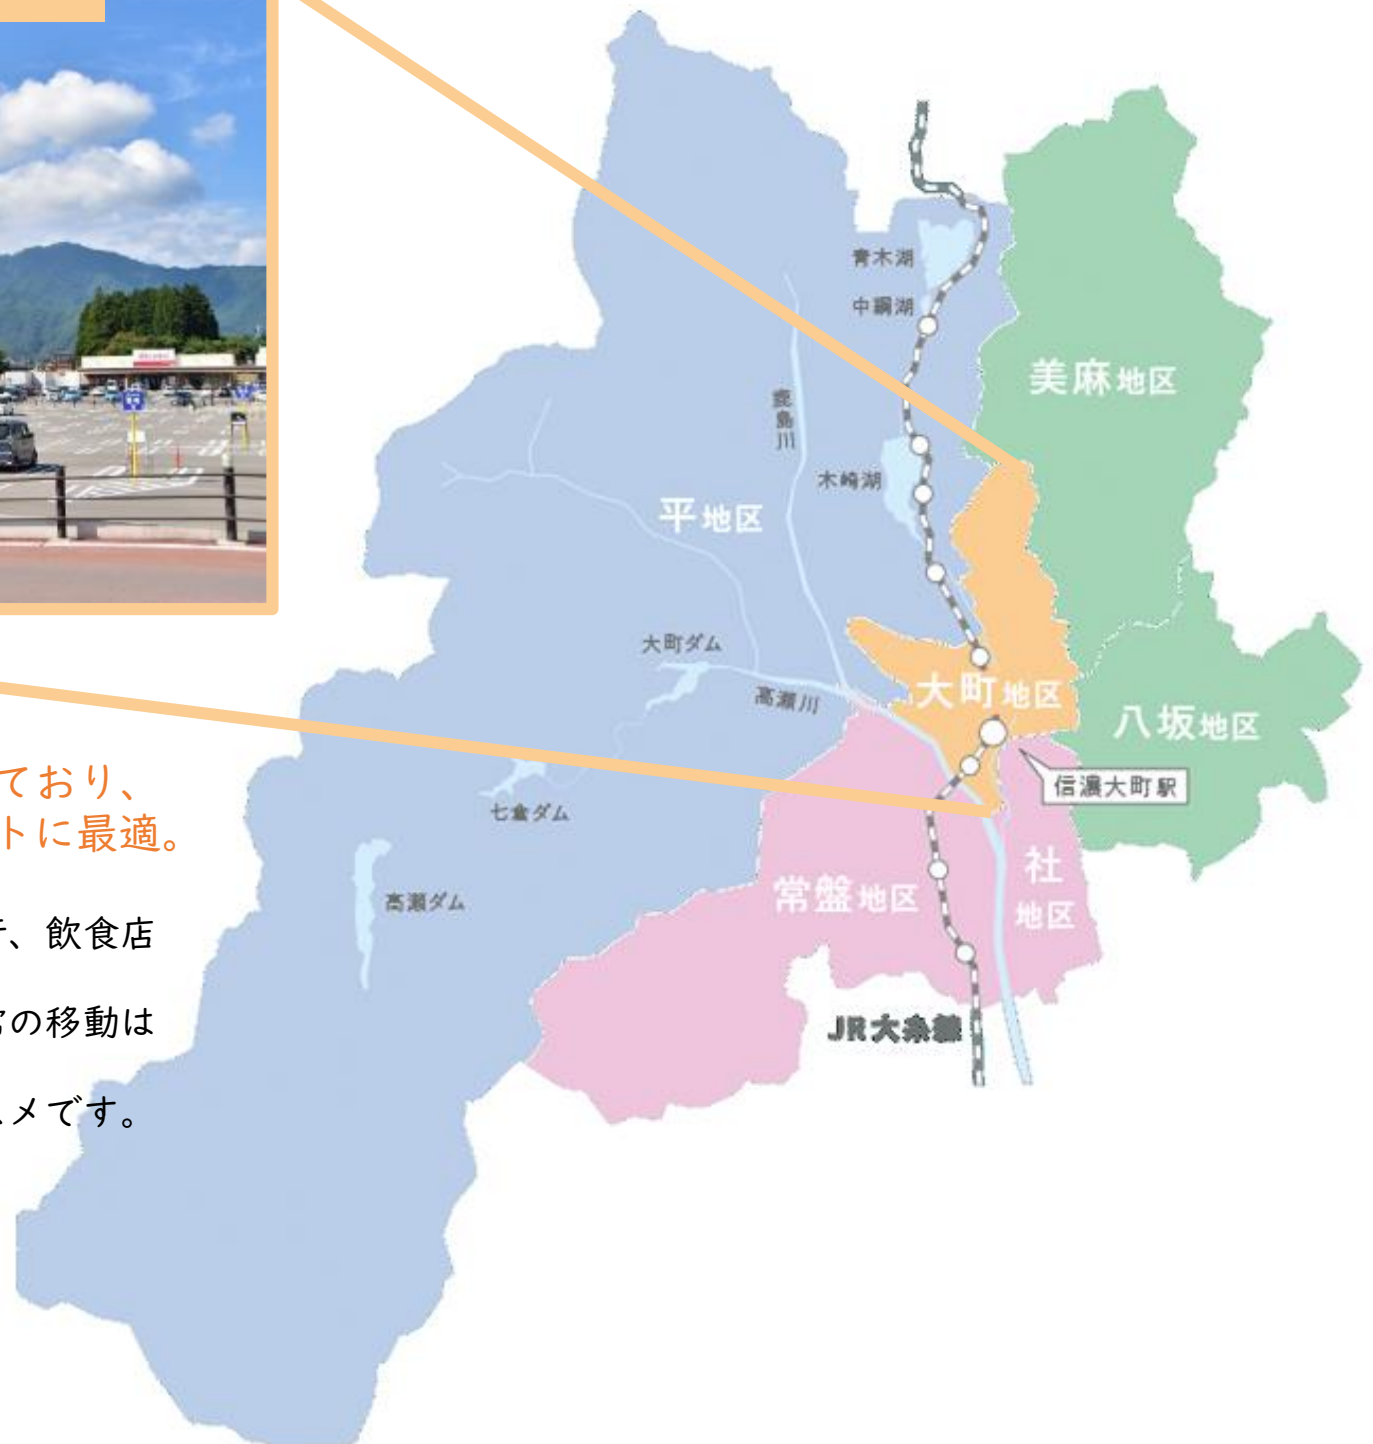 青木湖
中綱湖
美麻地区
鹿島川
木崎湖
平地区
大町ダム
高瀬川
大町地区
八坂地区
信濃大町駅
ており、
トに最適。
七倉ダム
常盤地区
社
地区
高瀬ダム
、飲食店
の移動は
JR大糸線
スメです。